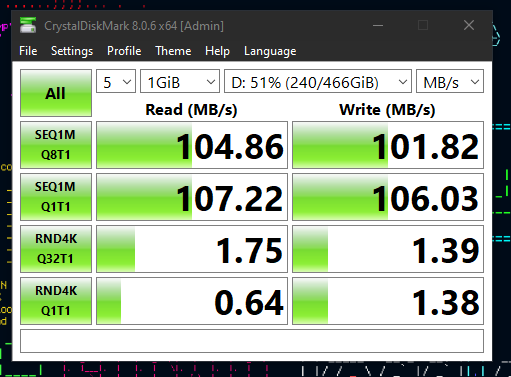 CrystalDiskMark 8.0.6 x64 [Admin]
File Settings Profile Theme Help Language
All 5 1GiB D: 51% (240/466GiB) MB/s
Read (MB/s) Write (MB/s)
SEQ1M
Q8T1
104.86 101.82
SEQ1M
Q1T1
107.22 106.03
RND4K
Q32T1
1.75 1.39
RND4K
Q1T1
0.64 1.38